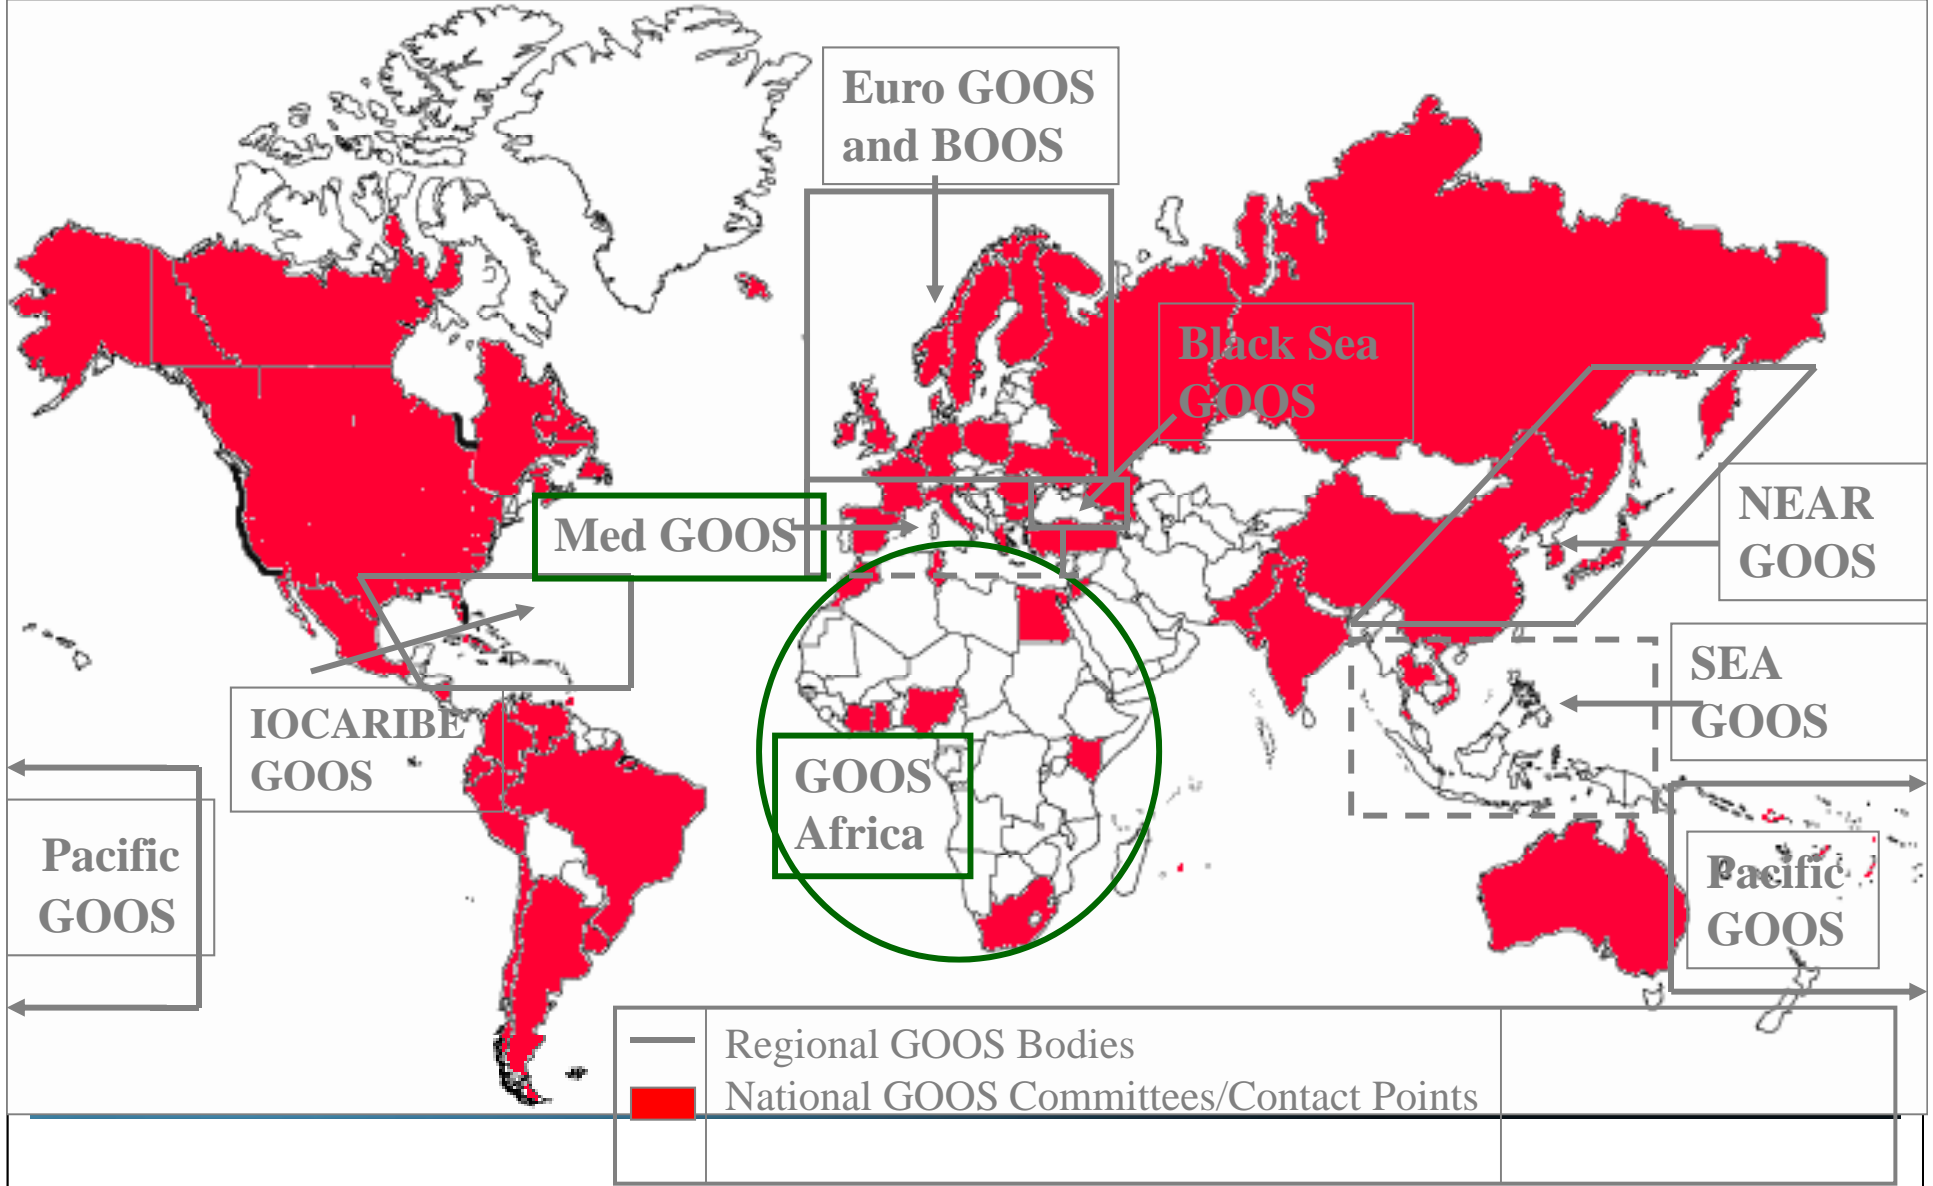 Euro GOOS
and BOOS
Black Sea
GOOS
Med GOOS
NEAR
GOOS
SEA
GOOS
IOCARIBE
GOOS
GOOS
Africa
Pacific
GOOS
Pacific
GOOS
Regional GOOS Bodies
National GOOS Committees/Contact Points